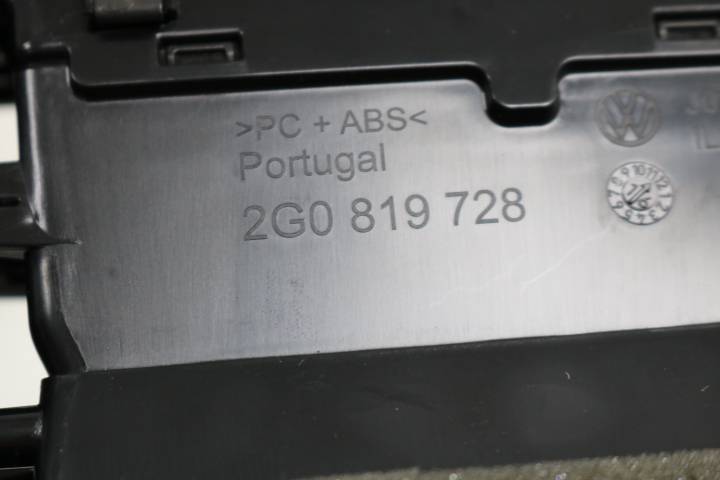 >PC + ABS<
Portugal
2G0 819 728